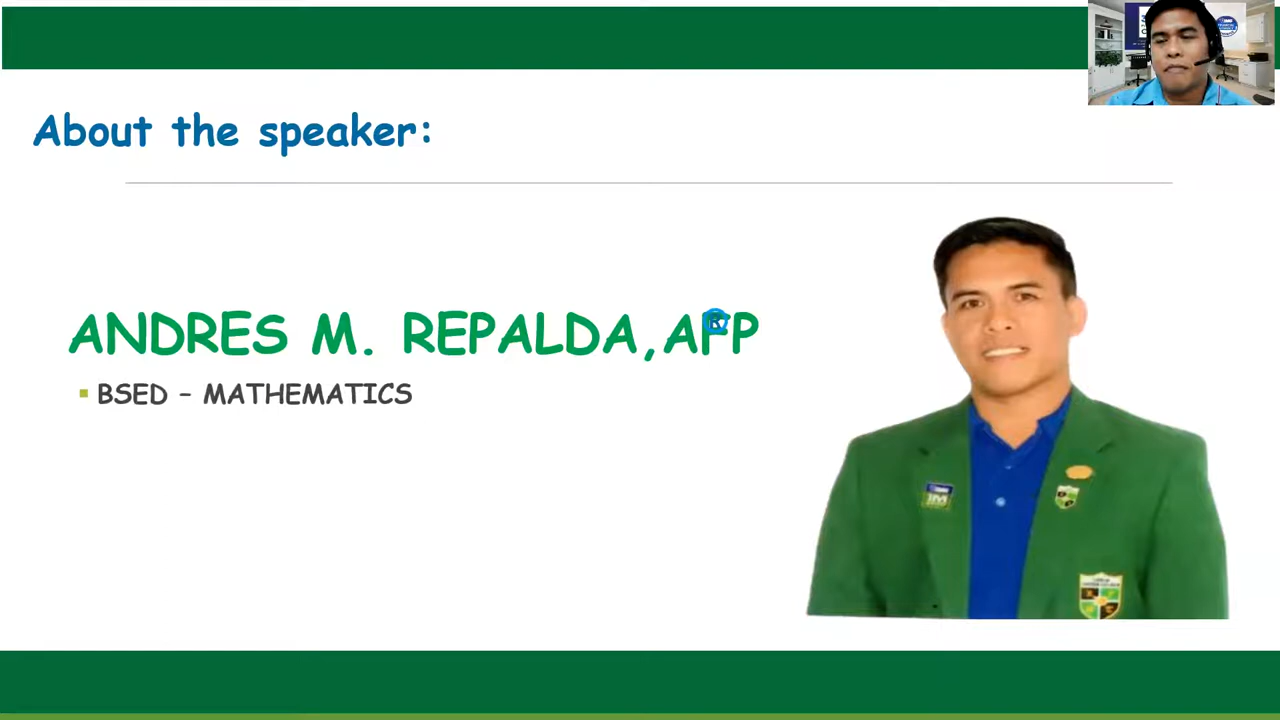 About the speaker:
ANDRES M. REPALDA,AFP
▪ BSED – MATHEMATICS